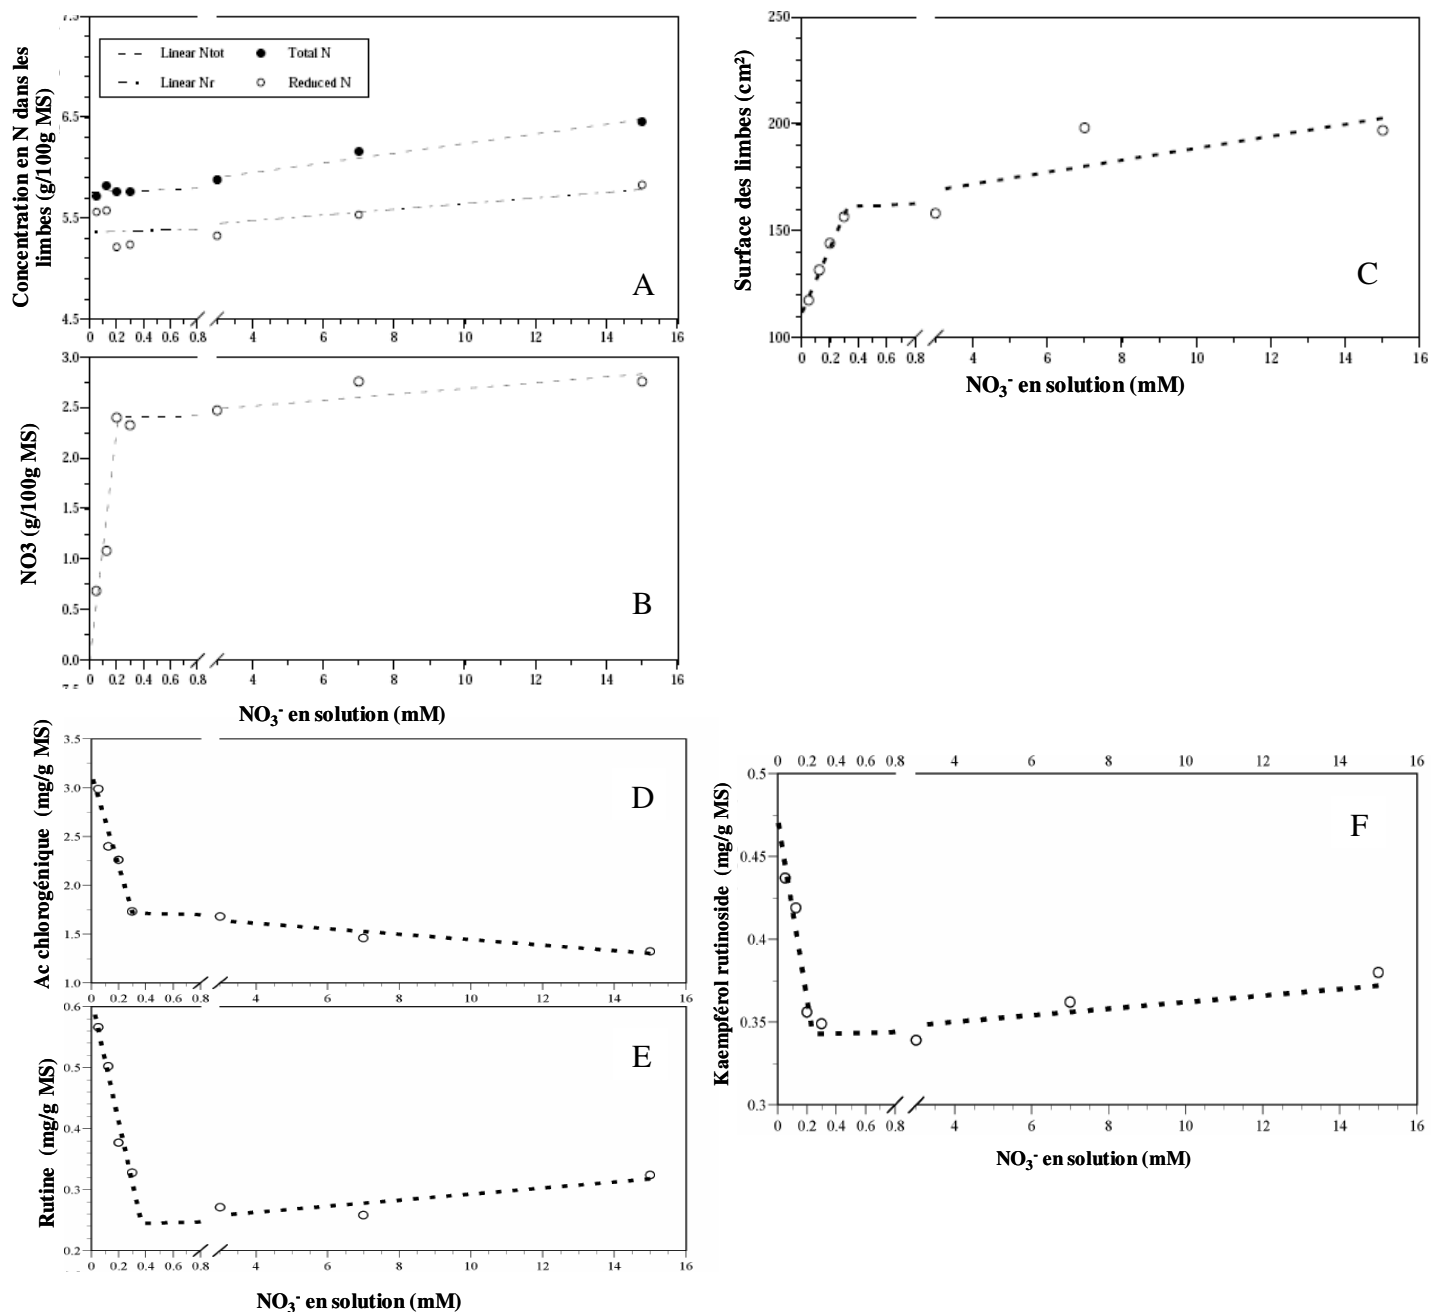 7.5
6.5
5.5
4.5
Concentration en N dans les
limbes (g/100g MS)
Linear Ntot
Total N
Linear Nr
Reduced N
A
0 0.2 0.4 0.6 0.8 4 6 8 10 12 14 16
3.0
2.5
2.0
1.5
1.0
0.5
0.0
NO3 (g/100g MS)
B
0 0.2 0.4 0.6 0.8 4 6 8 10 12 14 16
7.5
NO₃⁻ en solution (mM)
250
200
150
100
Surface des limbes (cm²)
C
0 0.2 0.4 0.6 0.8 4 6 8 10 12 14 16
NO₃⁻ en solution (mM)
3.5
3.0
2.5
2.0
1.5
1.0
Ac chlorogénique (mg/g MS)
D
0 0.2 0.4 0.6 0.8 4 6 8 10 12 14 16
0.6
0.5
0.4
0.3
0.2
Rutine (mg/g MS)
E
0 0.2 0.4 0.6 0.8 4 6 8 10 12 14 16
NO₃⁻ en solution (mM)
0 0.2 0.4 0.6 0.8 4 6 8 10 12 14 16
0.5
0.45
0.4
0.35
0.3
Kaempférol rutinoside (mg/g MS)
F
0 0.2 0.4 0.6 0.8 4 6 8 10 12 14 16
NO₃⁻ en solution (mM)